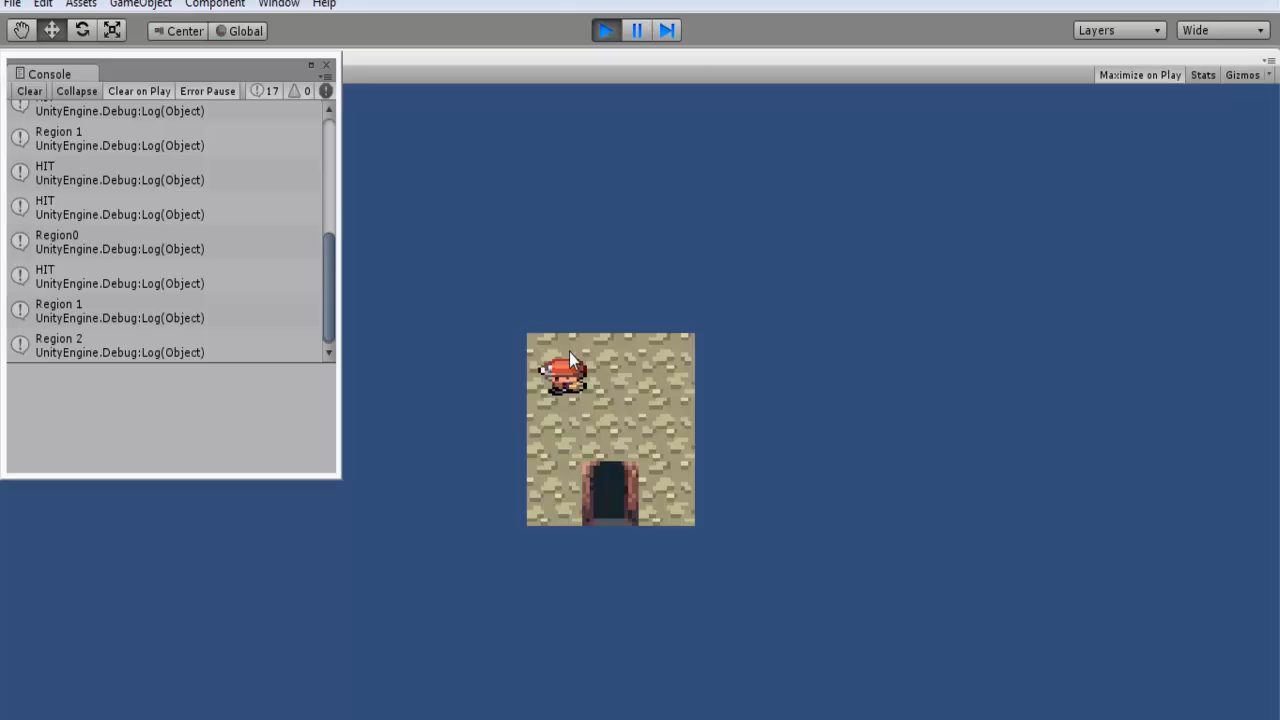 File Edit Assets GameObject Component Window Help
Center Global Layers Wide
Console
Clear Collapse Clear on Play Error Pause 17 0
Maximize on Play Stats Gizmos
UnityEngine.Debug:Log(Object)
Region 1
UnityEngine.Debug:Log(Object)
HIT
UnityEngine.Debug:Log(Object)
HIT
UnityEngine.Debug:Log(Object)
Region0
UnityEngine.Debug:Log(Object)
HIT
UnityEngine.Debug:Log(Object)
Region 1
UnityEngine.Debug:Log(Object)
Region 2
UnityEngine.Debug:Log(Object)